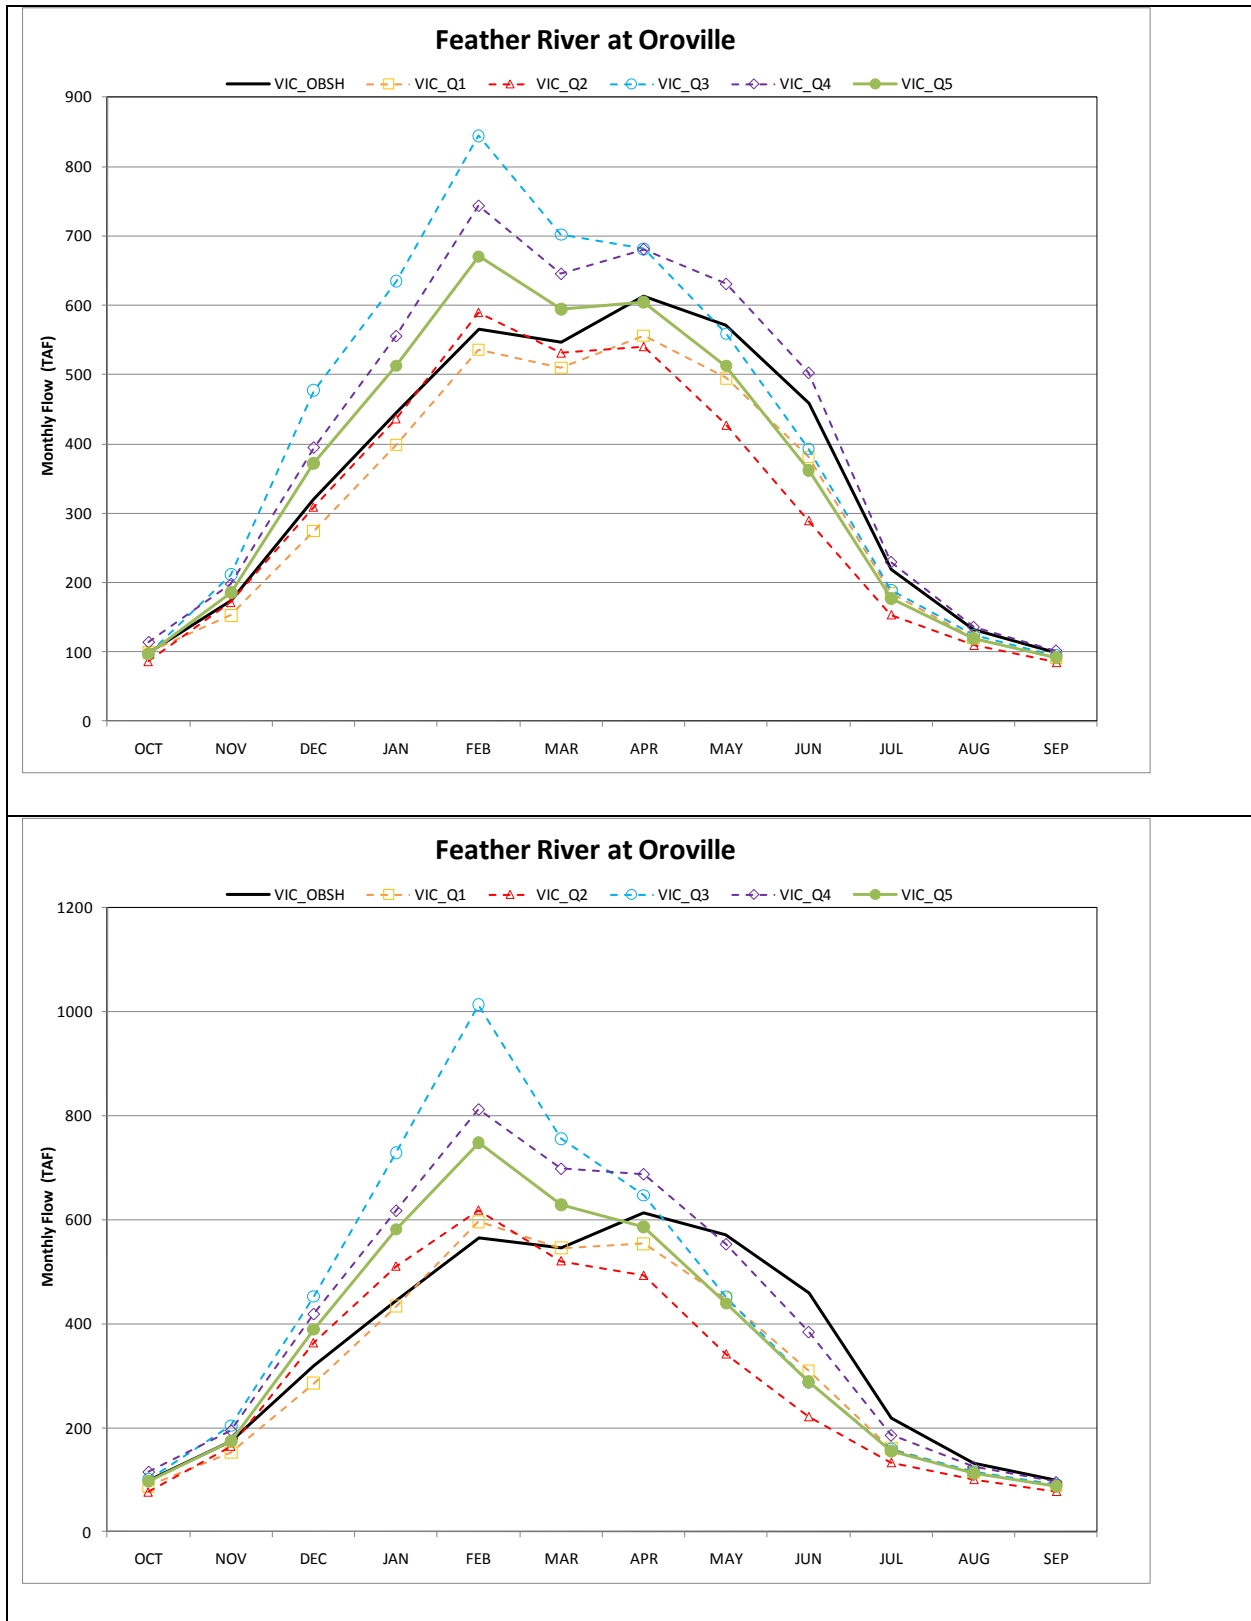 Feather River at Oroville
VIC_OBSH VIC_Q1 VIC_Q2 VIC_Q3 VIC_Q4 VIC_Q5
900
800
700
600
500
400
300
200
100
0
Monthly Flow (TAF)
OCT NOV DEC JAN FEB MAR APR MAY JUN JUL AUG SEP
Feather River at Oroville
VIC_OBSH VIC_Q1 VIC_Q2 VIC_Q3 VIC_Q4 VIC_Q5
1200
1000
800
600
400
200
0
Monthly Flow (TAF)
OCT NOV DEC JAN FEB MAR APR MAY JUN JUL AUG SEP